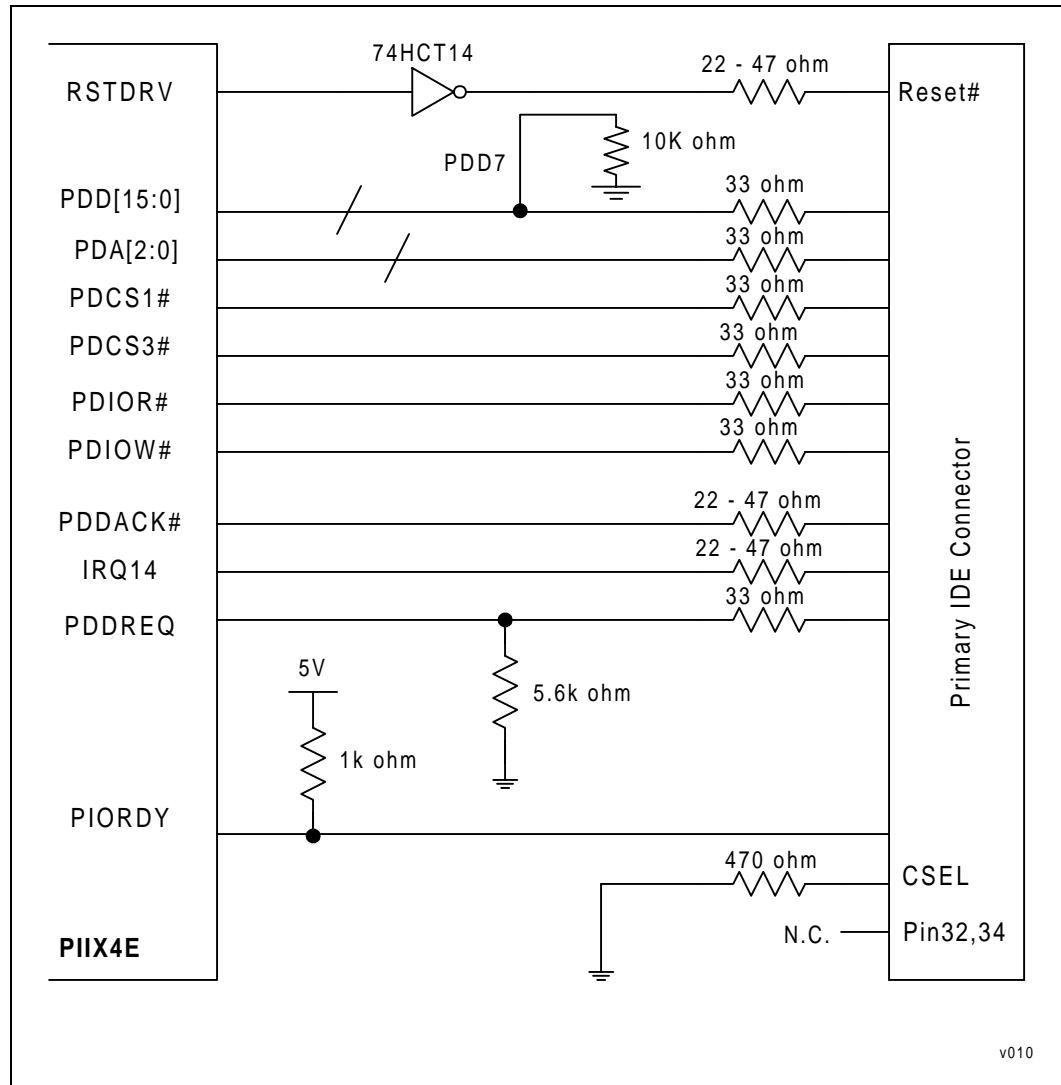 74HCT14
22 - 47 ohm
RSTDRV
Reset#
10K ohm
PDD7
33 ohm
PDD[15:0]
33 ohm
PDA[2:0]
33 ohm
PDCS1#
33 ohm
PDCS3#
33 ohm
PDIOR#
33 ohm
PDIOW#
22 - 47 ohm
PDDACK#
22 - 47 ohm
IRQ14
33 ohm
PDDREQ
5V
5.6k ohm
1k ohm
PIORDY
470 ohm
CSEL
N.C.
Pin32,34
PIIX4E
Primary IDE Connector
v010